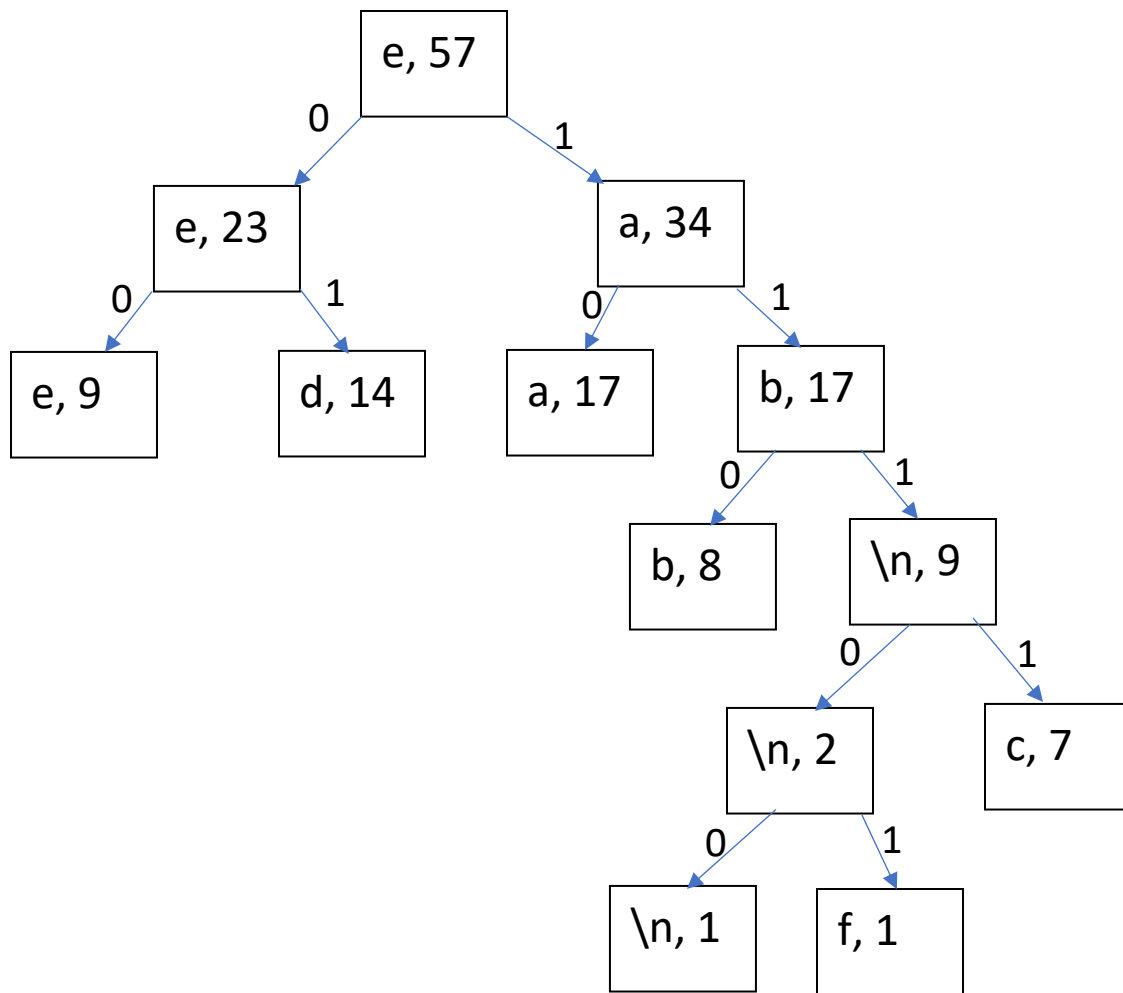 e, 57
0
1
e, 23
a, 34
0
1
0
1
e, 9
d, 14
a, 17
b, 17
0
1
b, 8
\n, 9
0
1
\n, 2
c, 7
0
1
\n, 1
f, 1